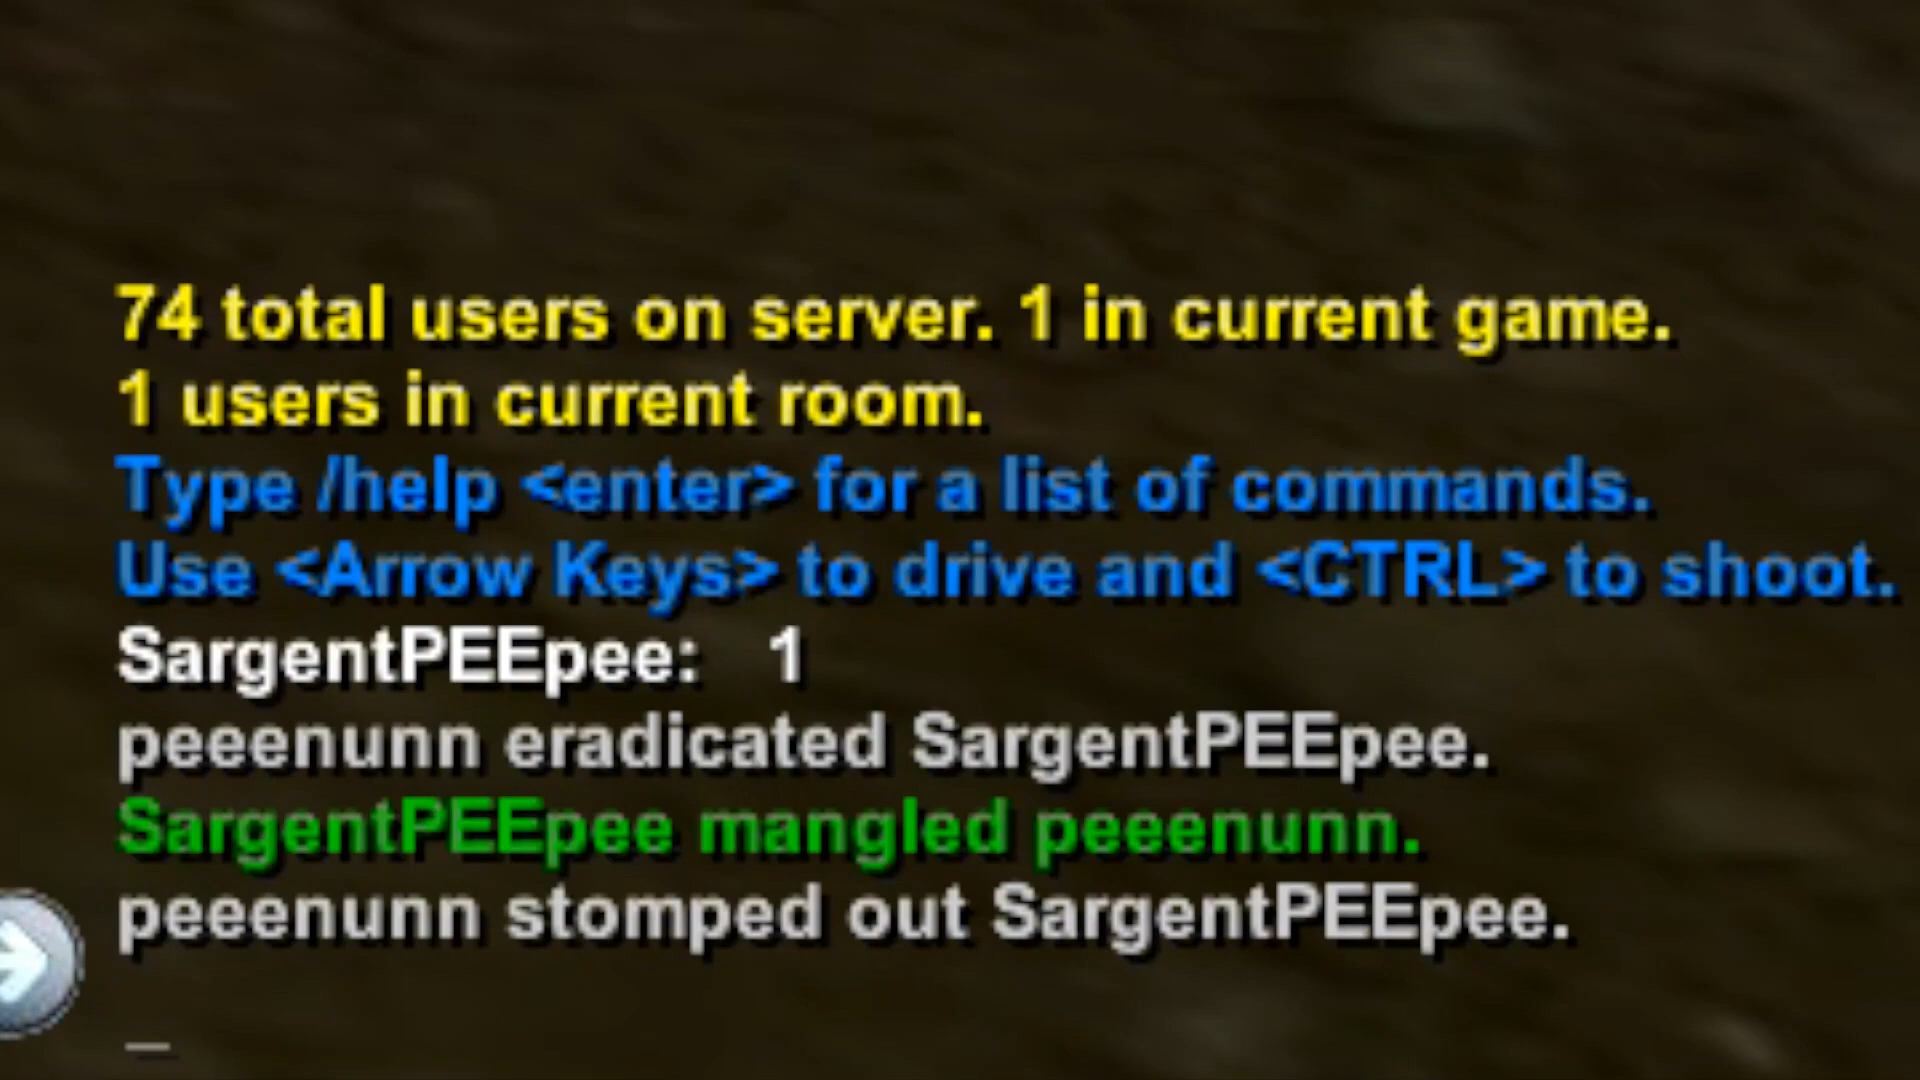 74 total users on server. 1 in current game.
1 users in current room.
Type /help <enter> for a list of commands.
Use <Arrow Keys> to drive and <CTRL> to shoot.
SargentPEEpee: 1
peeenunn eradicated SargentPEEpee.
SargentPEEpee mangled peeenunn.
peeenunn stomped out SargentPEEpee.
_